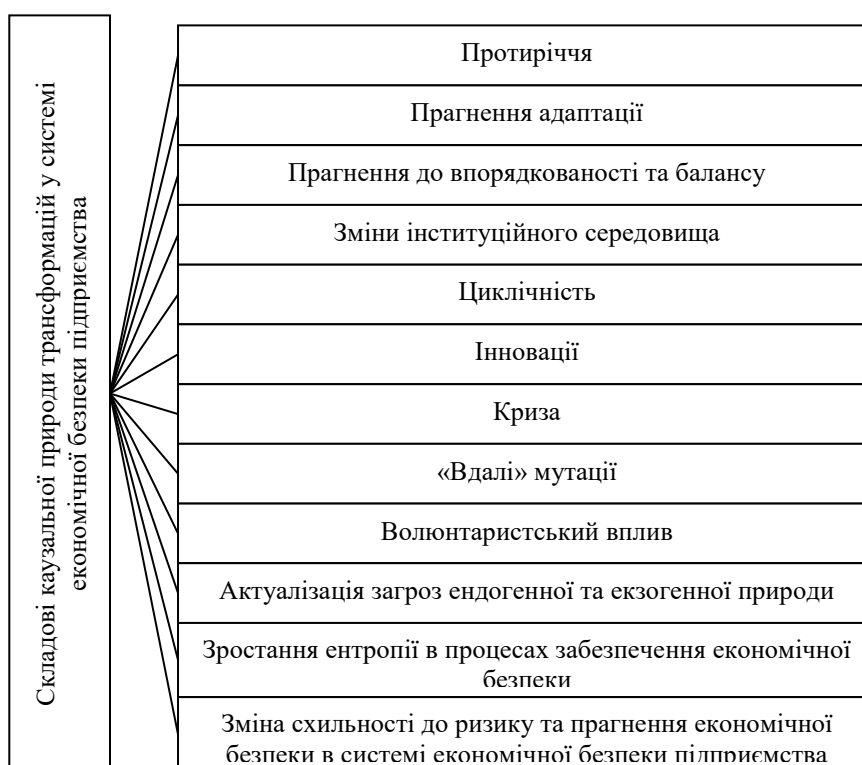 Складові каузальної природи трансформацій у системі
економічної безпеки підприємства
Протиріччя
Прагнення адаптації
Прагнення до впорядкованості та балансу
Зміни інституційного середовища
Циклічність
Інновації
Криза
«Вдалі» мутації
Волюнтаристський вплив
Актуалізація загроз ендогенної та екзогенної природи
Зростання ентропії в процесах забезпечення економічної
безпеки
Зміна схильності до ризику та прагнення економічної
безпеки в системі економічної безпеки підприємства